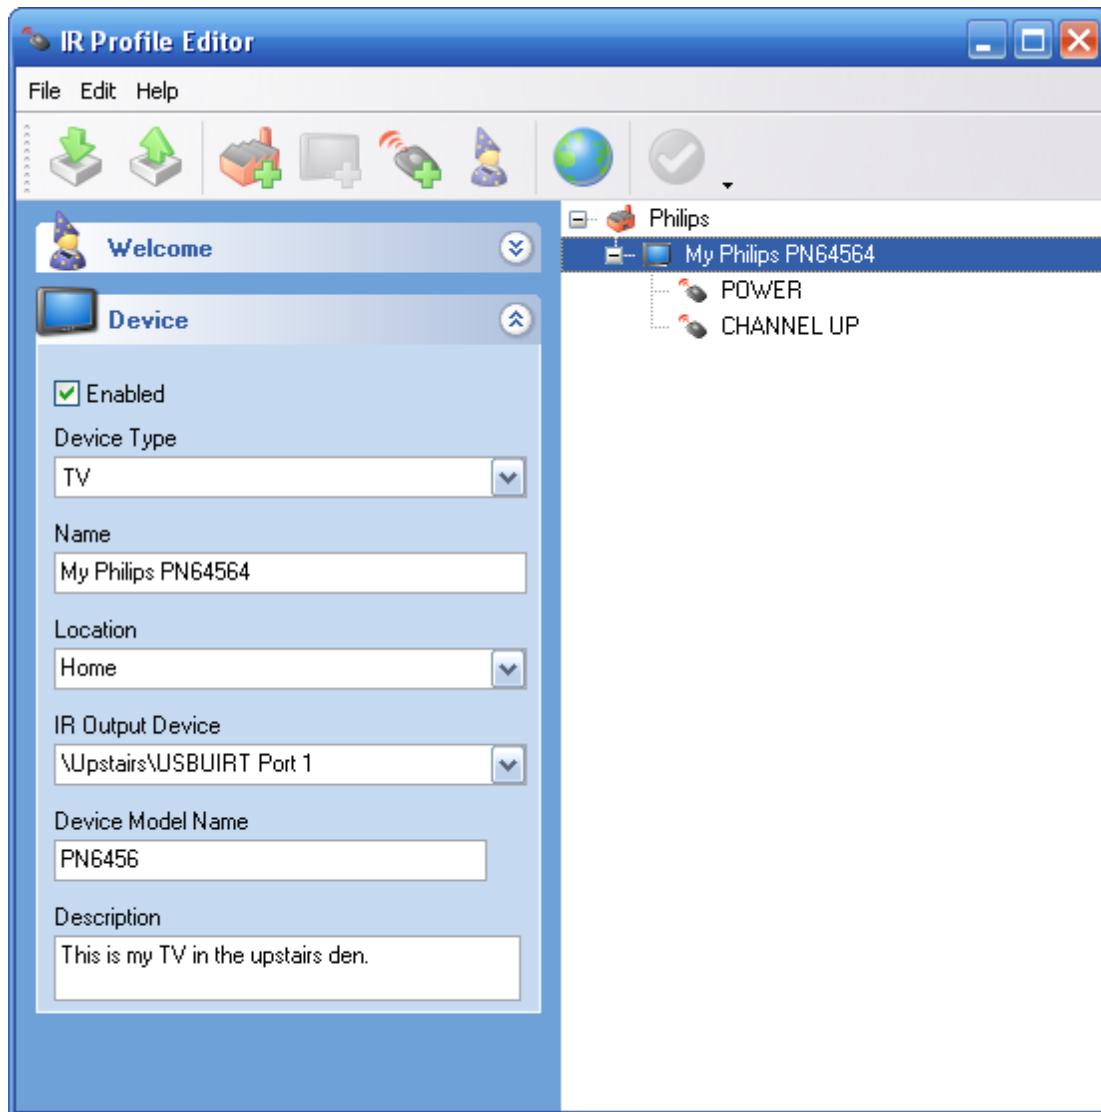 IR Profile Editor
File Edit Help
Welcome
Device
Enabled
Device Type
TV
Name
My Philips PN64564
Location
Home
IR Output Device
\Upstairs\USBUIRT Port 1
Device Model Name
PN6456
Description
This is my TV in the upstairs den.
Philips
My Philips PN64564
POWER
CHANNEL UP